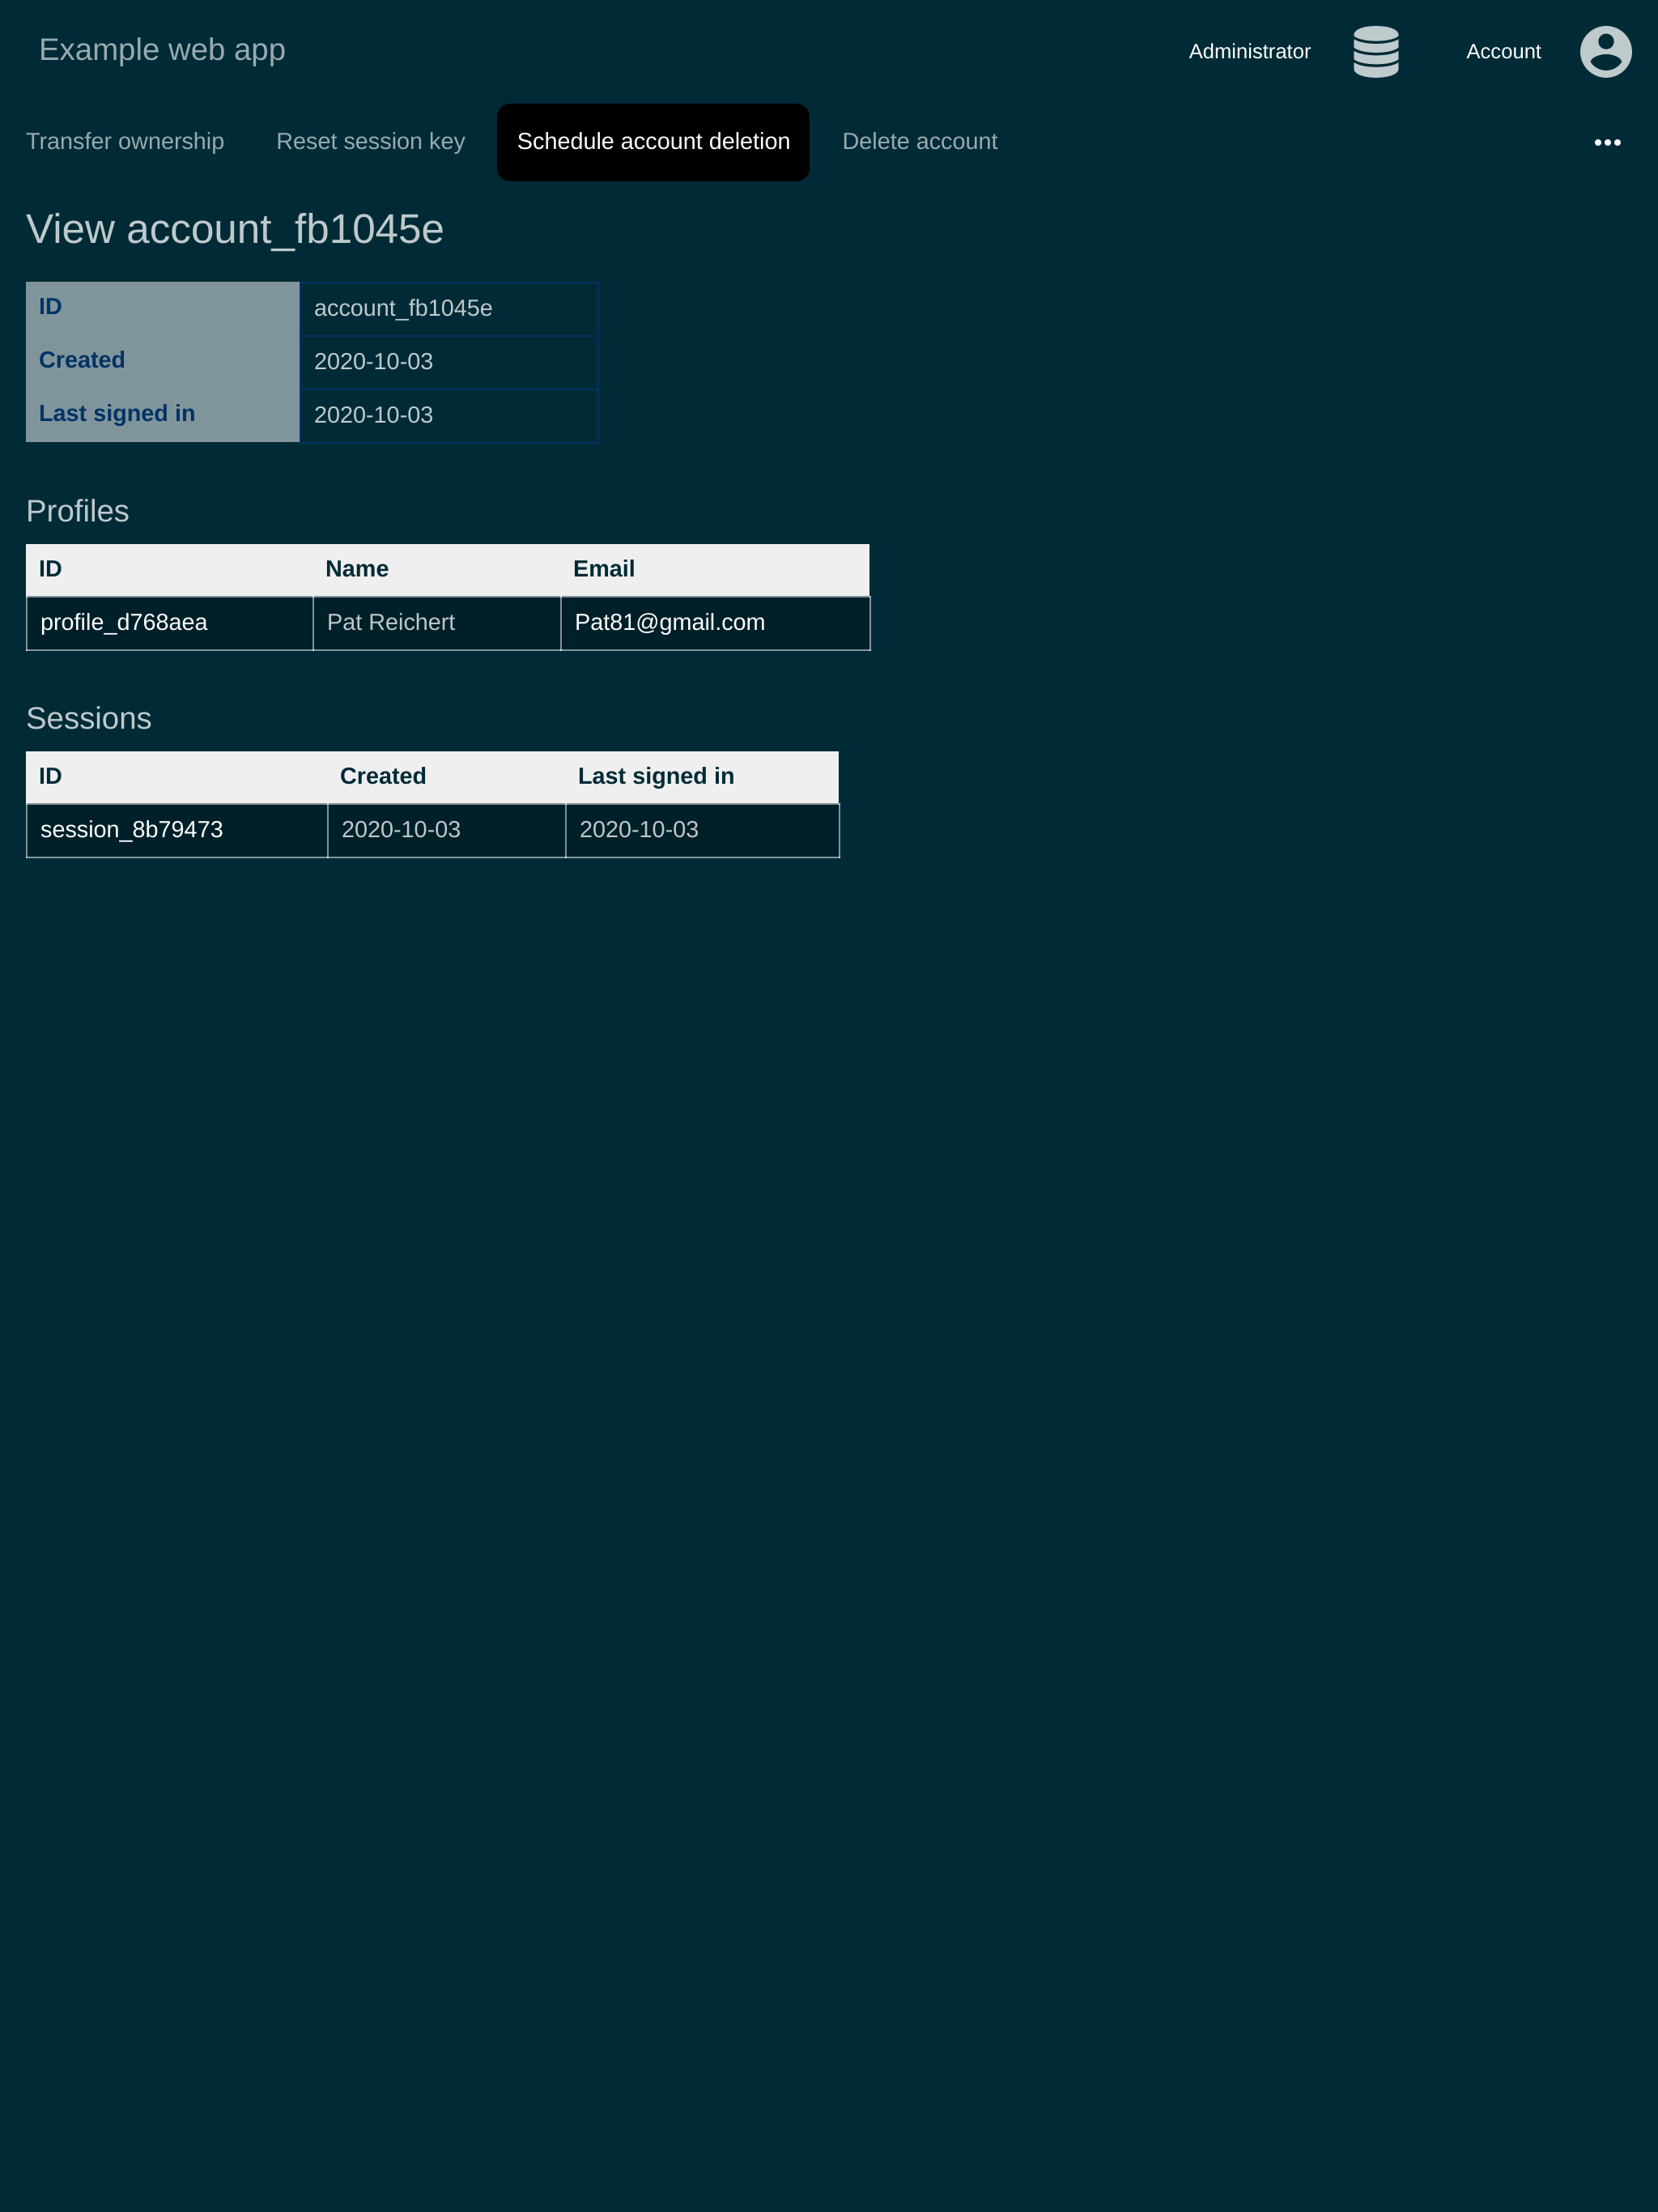 Example web app Administrator Account
Transfer ownership Reset session key Schedule account deletion Delete account •••
View account_fb1045e
ID account_fb1045e
Created 2020-10-03
Last signed in 2020-10-03
Profiles
ID Name Email
profile_d768aea Pat Reichert Pat81@gmail.com
Sessions
ID Created Last signed in
session_8b79473 2020-10-03 2020-10-03